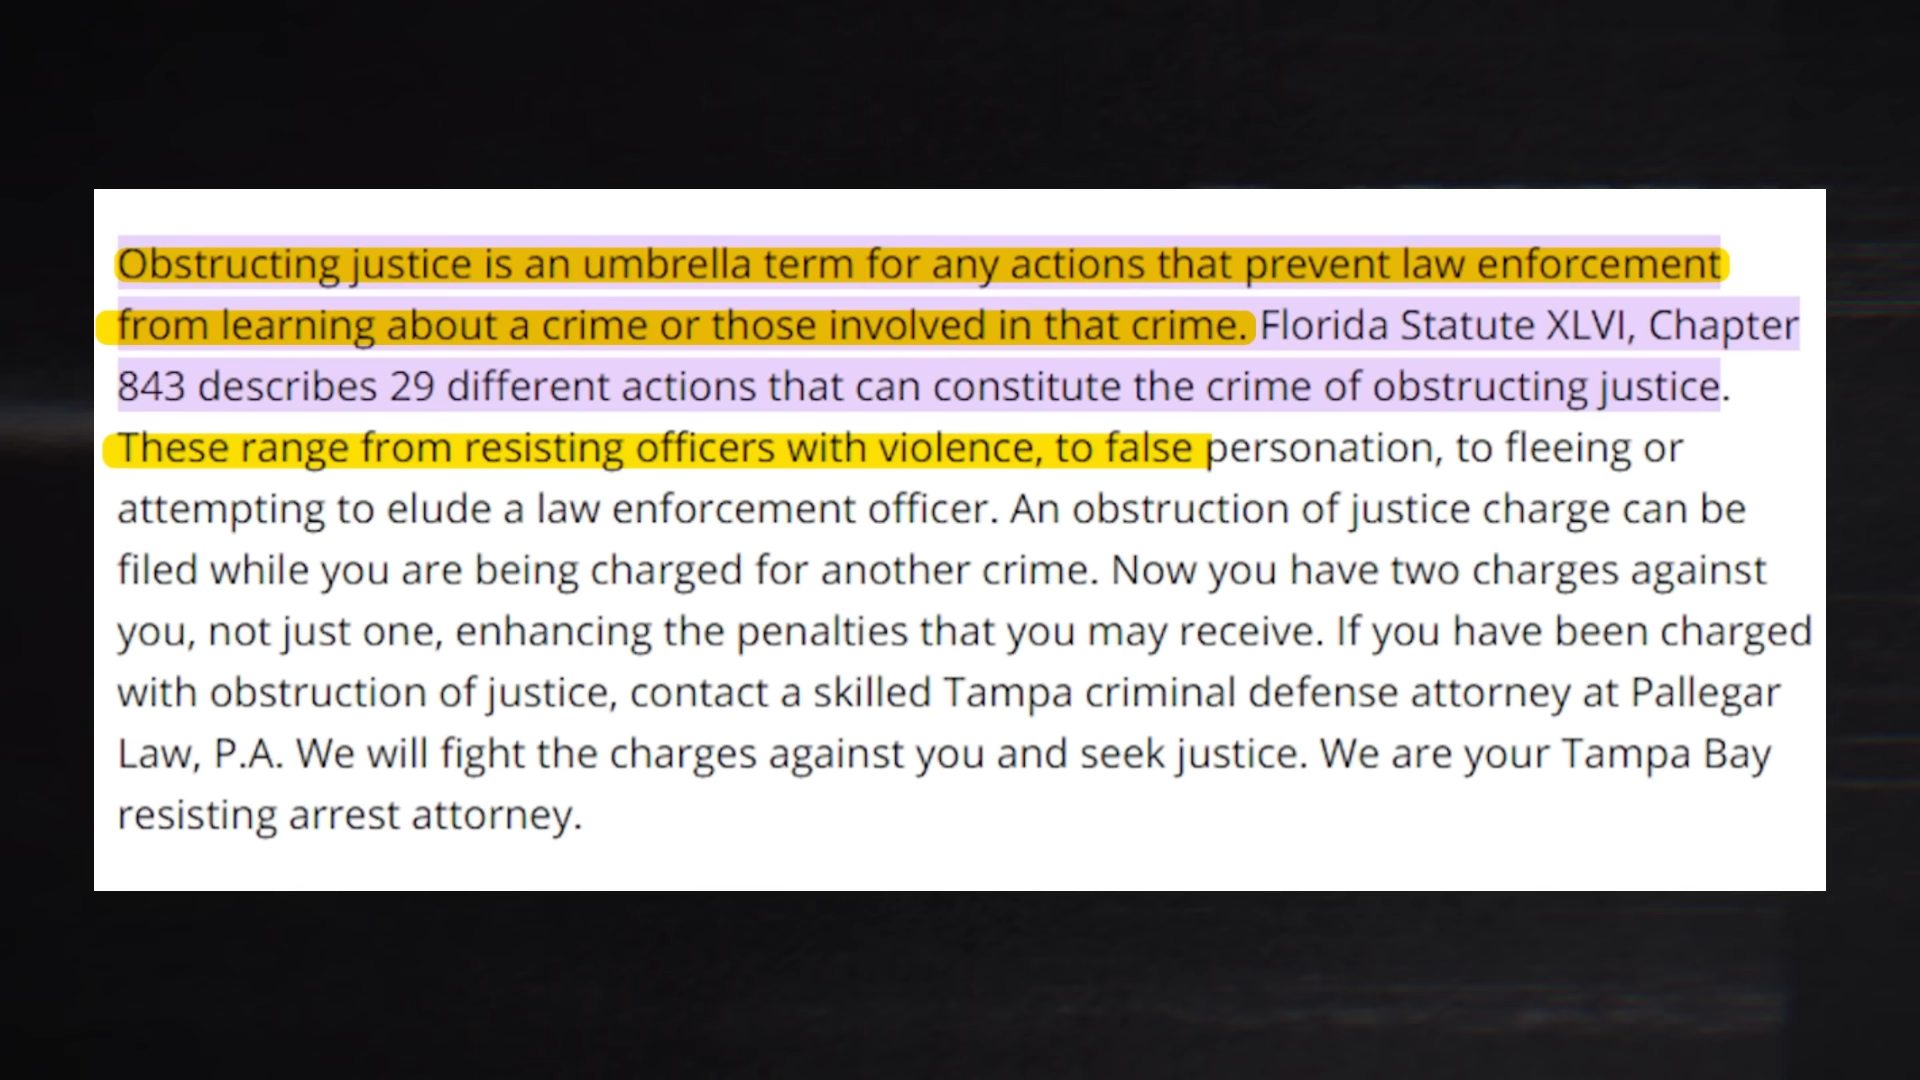 Obstructing justice is an umbrella term for any actions that prevent law enforcement
from learning about a crime or those involved in that crime. Florida Statute XLVI, Chapter
843 describes 29 different actions that can constitute the crime of obstructing justice.
These range from resisting officers with violence, to false personation, to fleeing or
attempting to elude a law enforcement officer. An obstruction of justice charge can be
filed while you are being charged for another crime. Now you have two charges against
you, not just one, enhancing the penalties that you may receive. If you have been charged
with obstruction of justice, contact a skilled Tampa criminal defense attorney at Pallegar
Law, P.A. We will fight the charges against you and seek justice. We are your Tampa Bay
resisting arrest attorney.